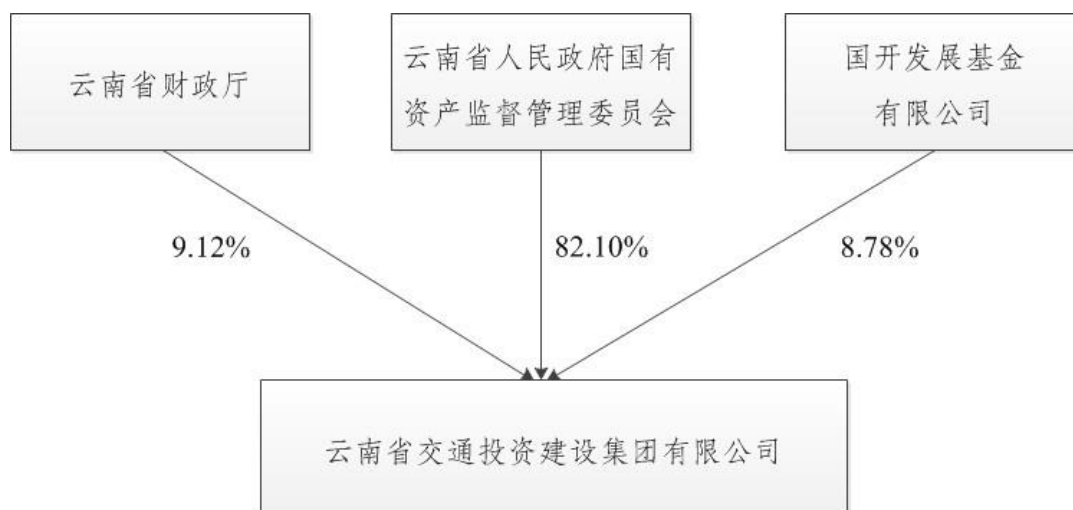 云南省财政厅
云南省人民政府国有
资产监督管理委员会
国开发展基金
有限公司
9.12%
82.10%
8.78%
云南省交通投资建设集团有限公司